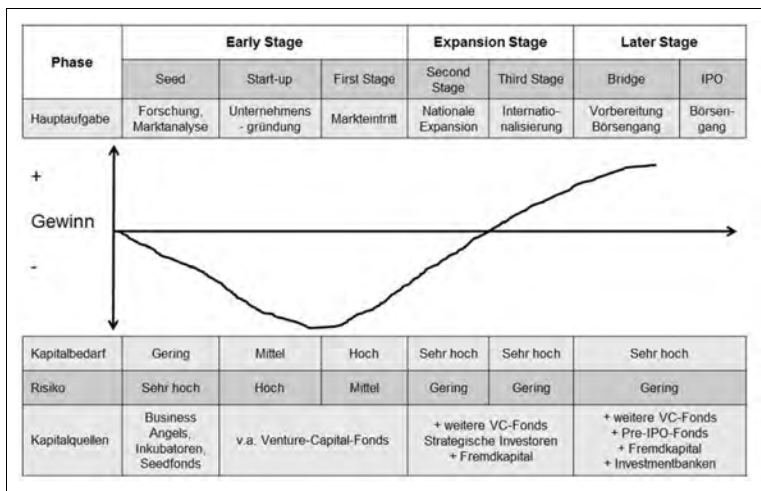 Phase
Early Stage
Expansion Stage
Later Stage
Seed
Start-up
First Stage
Second
Stage
Third Stage
Bridge
IPO
Hauptaufgabe
Forschung,
Marktanalyse
Unternehmens
- gründung
Markteintritt
Nationale
Expansion
Internatio-
nalisierung
Vorbereitung
Börsengang
Börsen-
gang
+
Gewinn
-
Kapitalbedarf
Gering
Mittel
Hoch
Sehr hoch
Sehr hoch
Sehr hoch
Risiko
Sehr hoch
Hoch
Mittel
Gering
Gering
Gering
Kapitalquellen
Business
Angels,
Inkubatoren,
Seedfonds
v.a. Venture-Capital-Fonds
+ weitere VC-Fonds
Strategische Investoren
+ Fremdkapital
+ weitere VC-Fonds
+ Pre-IPO-Fonds
+ Fremdkapital
+ Investmentbanken